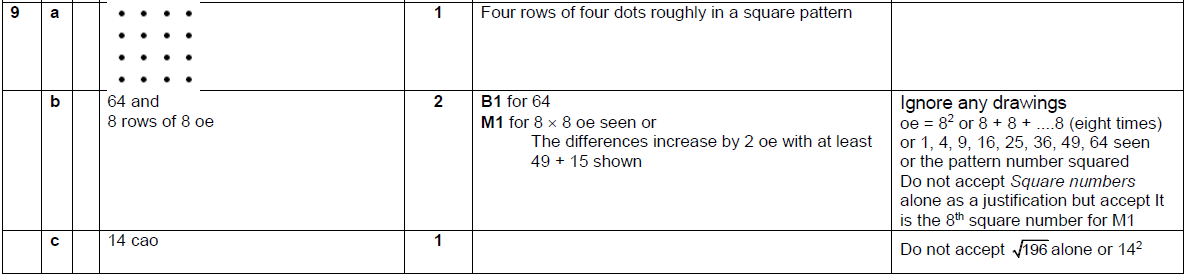 9 a 1 Four rows of four dots roughly in a square pattern
b 64 and 2 B1 for 64 Ignore any drawings
8 rows of 8 oe M1 for 8 × 8 oe seen or oe = 8² or 8 + 8 + ....8 (eight times)
The differences increase by 2 oe with at least or 1, 4, 9, 16, 25, 36, 49, 64 seen
49 + 15 shown or the pattern number squared
Do not accept Square numbers
alone as a justification but accept It
is the 8th square number for M1
c 14 cao 1 Do not accept √196 alone or 14²